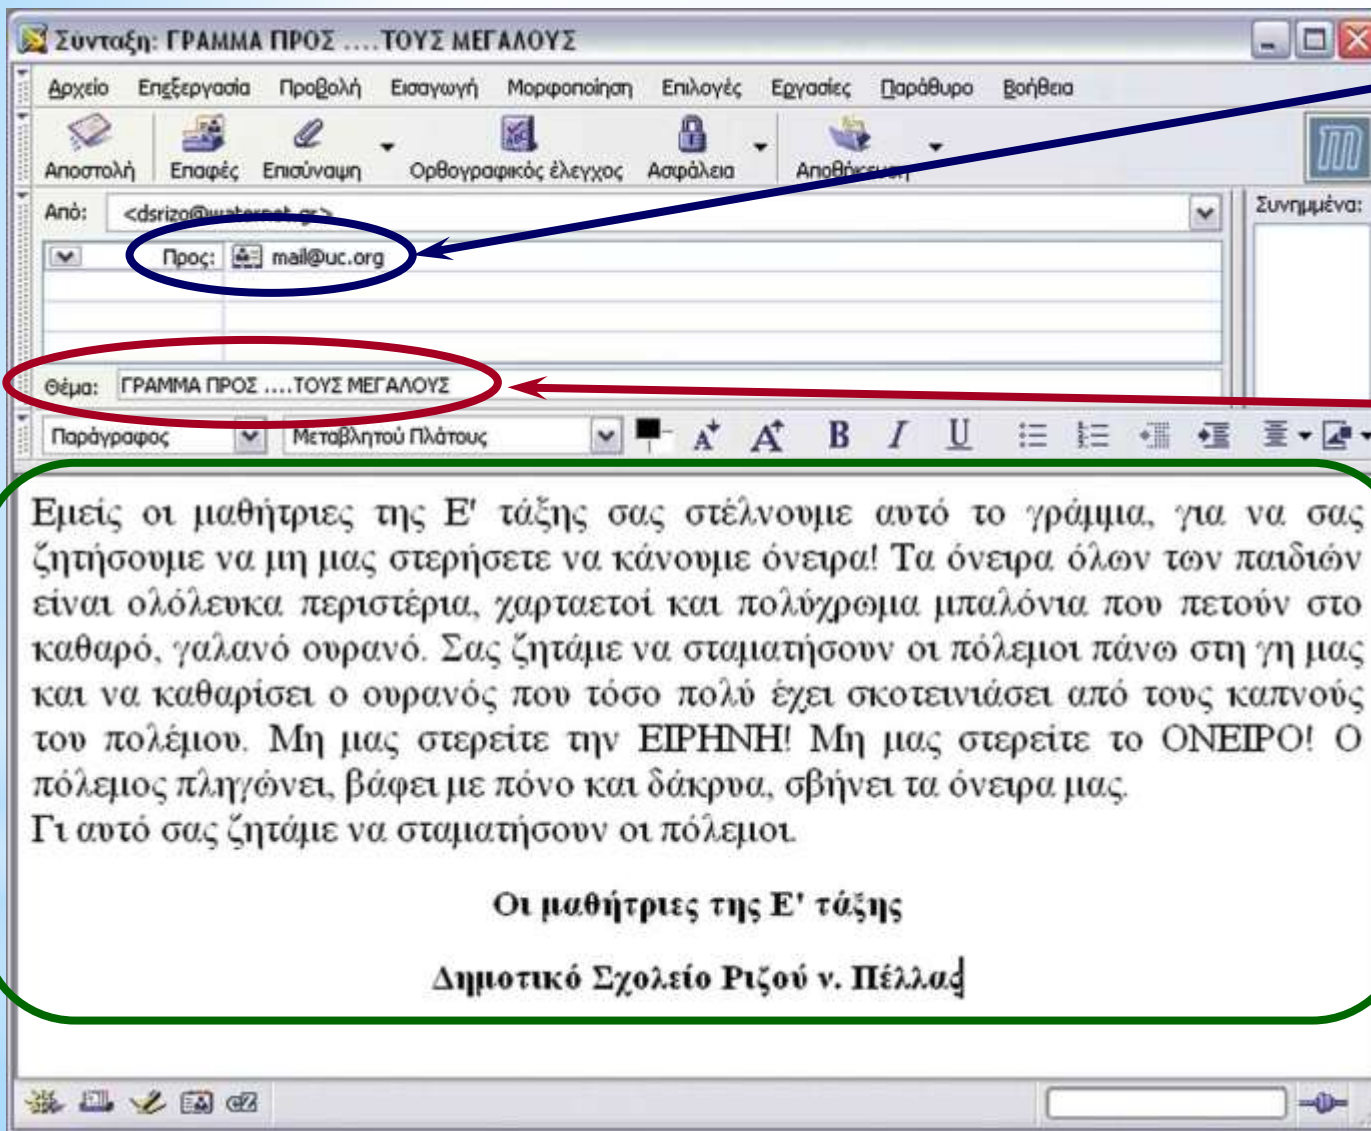 Σύνταξη: ΓΡΑΜΜΑ ΠΡΟΣ ....ΤΟΥΣ ΜΕΓΑΛΟΥΣ
Αρχείο Επεξεργασία Προβολή Εισαγωγή Μορφοποίηση Επιλογές Εργασίες Παράθυρο Βοήθεια
Αποστολή Επαφές Επισύναψη Ορθογραφικός έλεγχος Ασφάλεια Αποθήκευση
Από: <dsrizo@waternet.gr> Συνημμένα:
Προς: mail@uc.org
Θέμα: ΓΡΑΜΜΑ ΠΡΟΣ ....ΤΟΥΣ ΜΕΓΑΛΟΥΣ
Παράγραφος Μεταβλητού Πλάτους A A B I U
Εμείς οι μαθήτριες της Ε' τάξης σας στέλνουμε αυτό το γράμμα, για να σας
ζητήσουμε να μη μας στερήσετε να κάνουμε όνειρα! Τα όνειρα όλων των παιδιών
είναι ολόλευκα περιστέρια, χαρταετοί και πολύχρωμα μπαλόνια που πετούν στο
καθαρό, γαλανό ουρανό. Σας ζητάμε να σταματήσουν οι πόλεμοι πάνω στη γη μας
και να καθαρίσει ο ουρανός που τόσο πολύ έχει σκοτεινιάσει από τους καπνούς
του πολέμου. Μη μας στερείτε την ΕΙΡΗΝΗ! Μη μας στερείτε το ΟΝΕΙΡΟ! Ο
πόλεμος πληγώνει, βάφει με πόνο και δάκρυα, σβήνει τα όνειρα μας.
Γι αυτό σας ζητάμε να σταματήσουν οι πόλεμοι.
Οι μαθήτριες της Ε' τάξης
Δημοτικό Σχολείο Ριζού ν. Πέλλας